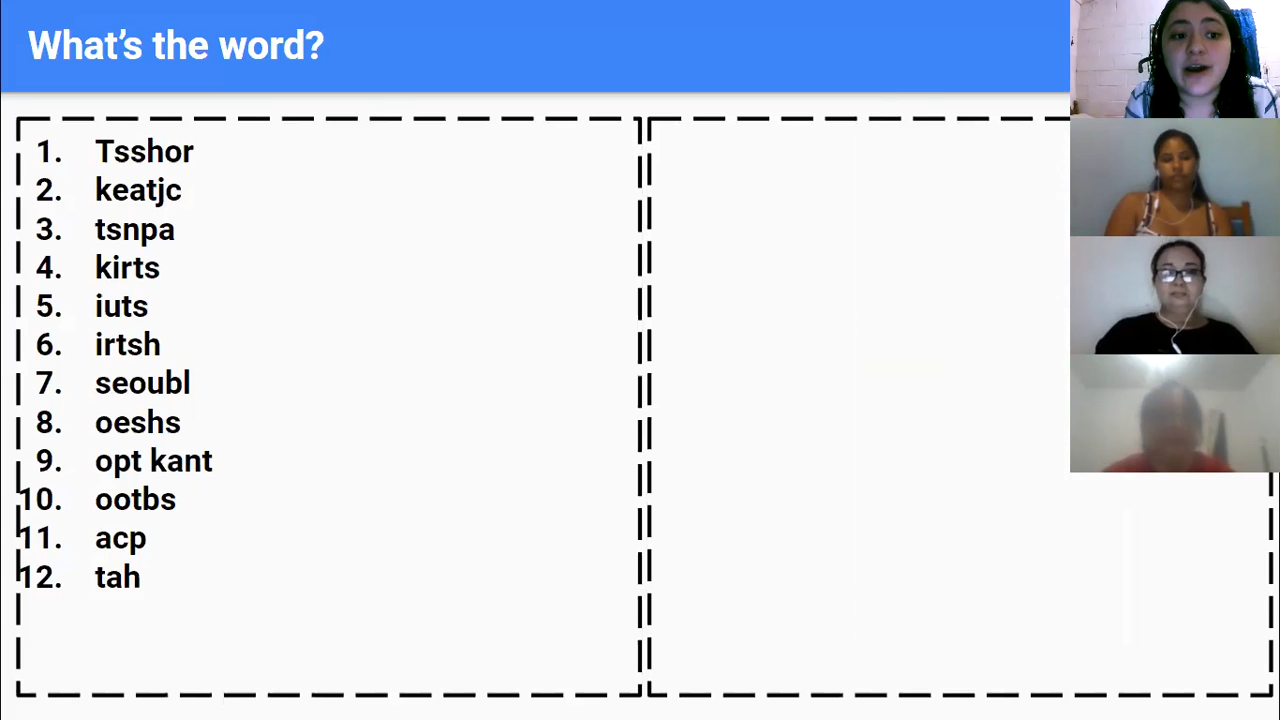 What's the word?
1. Tsshor
2. keatjc
3. tsnpa
4. kirts
5. iuts
6. irtsh
7. seoubl
8. oeshs
9. opt kant
10. ootbs
11. acp
12. tah